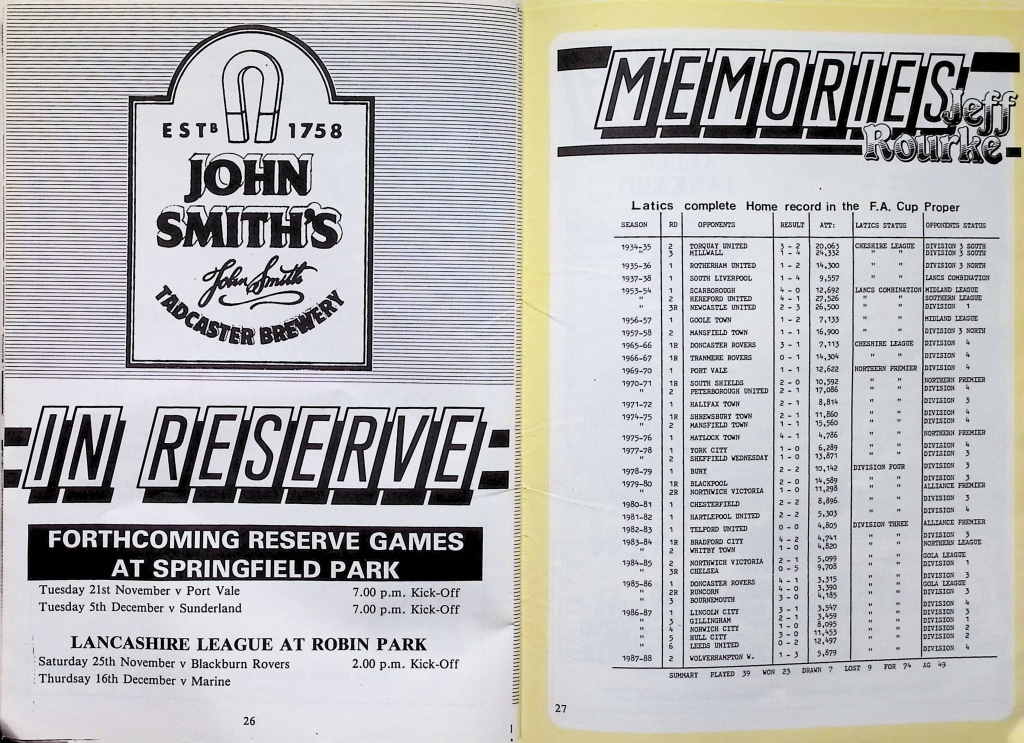 ESTB 1758
JOHN
SMITH'S
John Smith
TADCASTER BREWERY
IN RESERVE
FORTHCOMING RESERVE GAMES
AT SPRINGFIELD PARK
Tuesday 21st November v Port Vale 7.00 p.m. Kick-Off
Tuesday 5th December v Sunderland 7.00 p.m. Kick-Off
LANCASHIRE LEAGUE AT ROBIN PARK
Saturday 25th November v Blackburn Rovers 2.00 p.m. Kick-Off
Thurdsay 16th December v Marine
26
MEMORIES
Jeff
Rourke
Latics complete Home record in the F.A. Cup Proper
SEASON RD OPPONENTS RESULT ATT: LATICS STATUS OPPONENTS STATUS
1934-35 2 TORQUAY UNITED 3 - 2 20,063 CHESHIRE LEAGUE DIVISION 3 SOUTH
" 3 MILLWALL 1 - 4 24,332 " " DIVISION 3 SOUTH
1935-36 1 ROTHERHAM UNITED 1 - 2 14,300 " " DIVISION 3 NORTH
1937-38 1 SOUTH LIVERPOOL 1 - 4 9,557 " " LANCS COMBINATION
1953-54 1 SCARBOROUGH 4 - 0 12,692 LANCS COMBINATION MIDLAND LEAGUE
" 2 HEREFORD UNITED 4 - 1 27,526 " " SOUTHERN LEAGUE
" 3R NEWCASTLE UNITED 2 - 3 26,500 " " DIVISION 1
1956-57 1 GOOLE TOWN 1 - 2 7,133 " " MIDLAND LEAGUE
1957-58 2 MANSFIELD TOWN 1 - 1 16,900 " " DIVISION 3 NORTH
1965-66 1R DONCASTER ROVERS 3 - 1 7,113 CHESHIRE LEAGUE DIVISION 4
1966-67 1R TRANMERE ROVERS 0 - 1 14,304 " " DIVISION 4
1969-70 1 PORT VALE 1 - 1 12,622 NORTHERN PREMIER DIVISION 4
1970-71 1R SOUTH SHIELDS 2 - 0 10,592 " " NORTHERN PREMIER
" 2 PETERBOROUGH UNITED 2 - 1 17,086 " " DIVISION 4
1971-72 1 HALIFAX TOWN 2 - 1 8,814 " " DIVISION 3
1974-75 1R SHREWSBURY TOWN 2 - 1 11,860 " " DIVISION 4
" 2 MANSFIELD TOWN 1 - 1 15,560 " " DIVISION 4
1975-76 1 MATLOCK TOWN 4 - 1 4,786 " " NORTHERN PREMIER
1977-78 1 YORK CITY 1 - 0 6,289 " " DIVISION 4
" 2 SHEFFIELD WEDNESDAY 1 - 0 13,871 " " DIVISION 3
1978-79 1 BURY 2 - 2 10,142 DIVISION FOUR DIVISION 3
1979-80 1R BLACKPOOL 2 - 0 14,589 " " DIVISION 3
" 2R NORTHWICH VICTORIA 1 - 0 11,298 " " ALLIANCE PREMIER
1980-81 1 CHESTERFIELD 2 - 2 8,896 " " DIVISION 3
1981-82 1 HARTLEPOOL UNITED 2 - 2 5,303 " " DIVISION 4
1982-83 1 TELFORD UNITED 0 - 0 4,805 DIVISION THREE ALLIANCE PREMIER
1983-84 1R BRADFORD CITY 4 - 2 4,741 " " DIVISION 3
" 2 WHITBY TOWN 1 - 0 4,820 " " NORTHERN LEAGUE
1984-85 2 NORTHWICH VICTORIA 2 - 1 5,099 " " GOLA LEAGUE
" 3R CHELSEA 0 - 5 9,708 " " DIVISION 1
1985-86 1 DONCASTER ROVERS 4 - 1 3,315 " " DIVISION 3
" 2R RUNCORN 4 - 0 3,390 " " GOLA LEAGUE
" 3 BOURNEMOUTH 3 - 0 4,185 " " DIVISION 3
1986-87 1 LINCOLN CITY 3 - 1 3,547 " " DIVISION 4
" 3 GILLINGHAM 2 - 1 3,459 " " DIVISION 3
" 4 NORWICH CITY 1 - 0 8,095 " " DIVISION 1
" 5 HULL CITY 3 - 0 11,453 " " DIVISION 2
" 6 LEEDS UNITED 0 - 2 12,497 " " DIVISION 2
1987-88 2 WOLVERHAMPTON W. 1 - 3 5,879 " " DIVISION 4
SUMMARY PLAYED 39 WON 23 DRAWN 7 LOST 9 FOR 74 AG 49
27